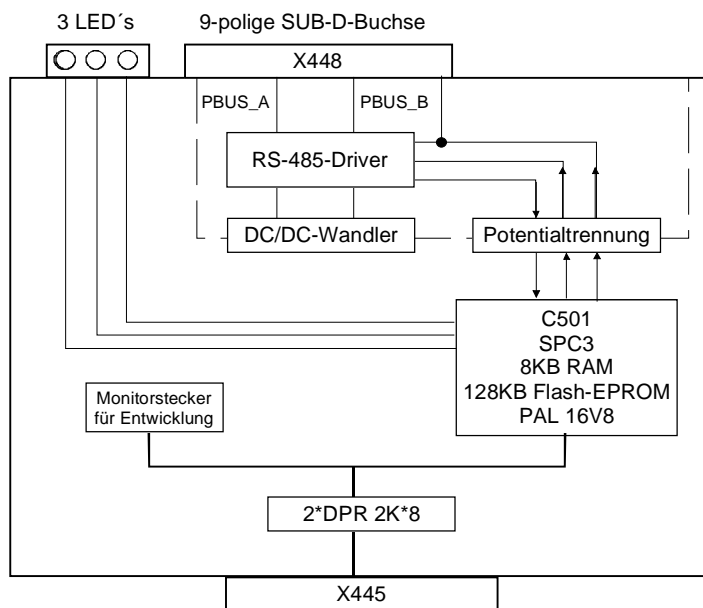 3 LED´s
9-polige SUB-D-Buchse
X448
PBUS_A
PBUS_B
RS-485-Driver
DC/DC-Wandler
Potentialtrennung
C501
SPC3
8KB RAM
128KB Flash-EPROM
PAL 16V8
Monitorstecker
für Entwicklung
2*DPR 2K*8
X445